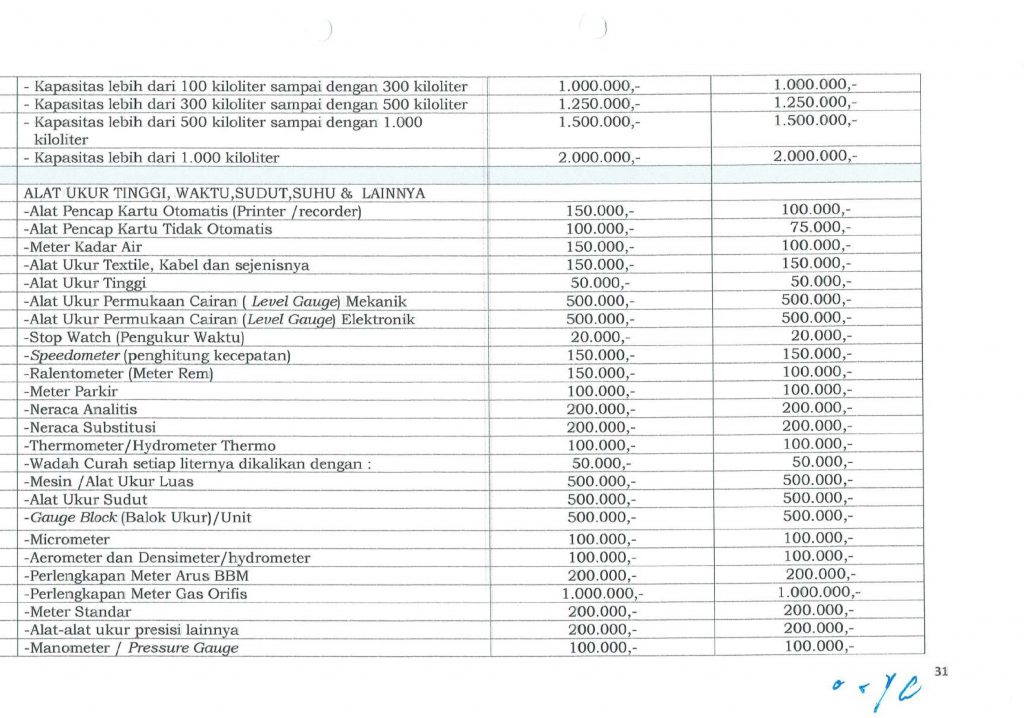 - Kapasitas lebih dari 100 kiloliter sampai dengan 300 kiloliter 1.000.000,- 1.000.000,-
- Kapasitas lebih dari 300 kiloliter sampai dengan 500 kiloliter 1.250.000,- 1.250.000,-
- Kapasitas lebih dari 500 kiloliter sampai dengan 1.000 1.500.000,- 1.500.000,-
kiloliter
- Kapasitas lebih dari 1.000 kiloliter 2.000.000,- 2.000.000,-
ALAT UKUR TINGGI, WAKTU,SUDUT,SUHU & LAINNYA
-Alat Pencap Kartu Otomatis (Printer /recorder) 150.000,- 100.000,-
-Alat Pencap Kartu Tidak Otomatis 100.000,- 75.000,-
-Meter Kadar Air 150.000,- 100.000,-
-Alat Ukur Textile, Kabel dan sejenisnya 150.000,- 150.000,-
-Alat Ukur Tinggi 50.000,- 50.000,-
-Alat Ukur Permukaan Cairan ( Level Gauge) Mekanik 500.000,- 500.000,-
-Alat Ukur Permukaan Cairan (Level Gauge) Elektronik 500.000,- 500.000,-
-Stop Watch (Pengukur Waktu) 20.000,- 20.000,-
-Speedometer (penghitung kecepatan) 150.000,- 150.000,-
-Ralentometer (Meter Rem) 150.000,- 100.000,-
-Meter Parkir 100.000,- 100.000,-
-Neraca Analitis 200.000,- 200.000,-
-Neraca Substitusi 200.000,- 200.000,-
-Thermometer/Hydrometer Thermo 100.000,- 100.000,-
-Wadah Curah setiap liternya dikalikan dengan : 50.000,- 50.000,-
-Mesin /Alat Ukur Luas 500.000,- 500.000,-
-Alat Ukur Sudut 500.000,- 500.000,-
-Gauge Block (Balok Ukur)/Unit 500.000,- 500.000,-
-Micrometer 100.000,- 100.000,-
-Aerometer dan Densimeter/hydrometer 100.000,- 100.000,-
-Perlengkapan Meter Arus BBM 200.000,- 200.000,-
-Perlengkapan Meter Gas Orifis 1.000.000,- 1.000.000,-
-Meter Standar 200.000,- 200.000,-
-Alat-alat ukur presisi lainnya 200.000,- 200.000,-
-Manometer / Pressure Gauge 100.000,- 100.000,-
31